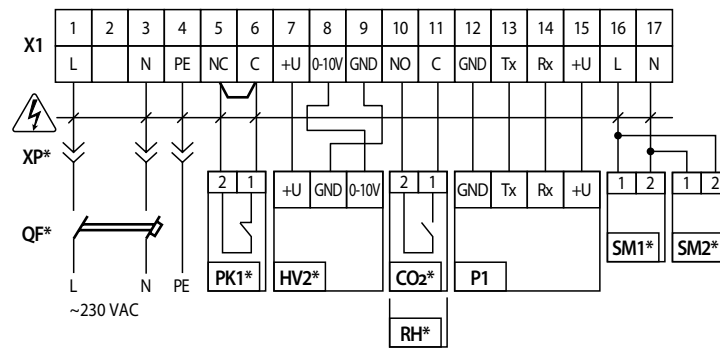 1 2 3 4 5 6 7 8 9 10 11 12 13 14 15 16 17
X1
L N PE NC C +U 0-10V GND NO C GND Tx Rx +U L N
XP*
2 1 +U GND 0-10V 2 1 GND Tx Rx +U 1 2 1 2
QF*
SM1* SM2*
L N PE PK1* HV2* CO2* P1
~230 VAC
RH*